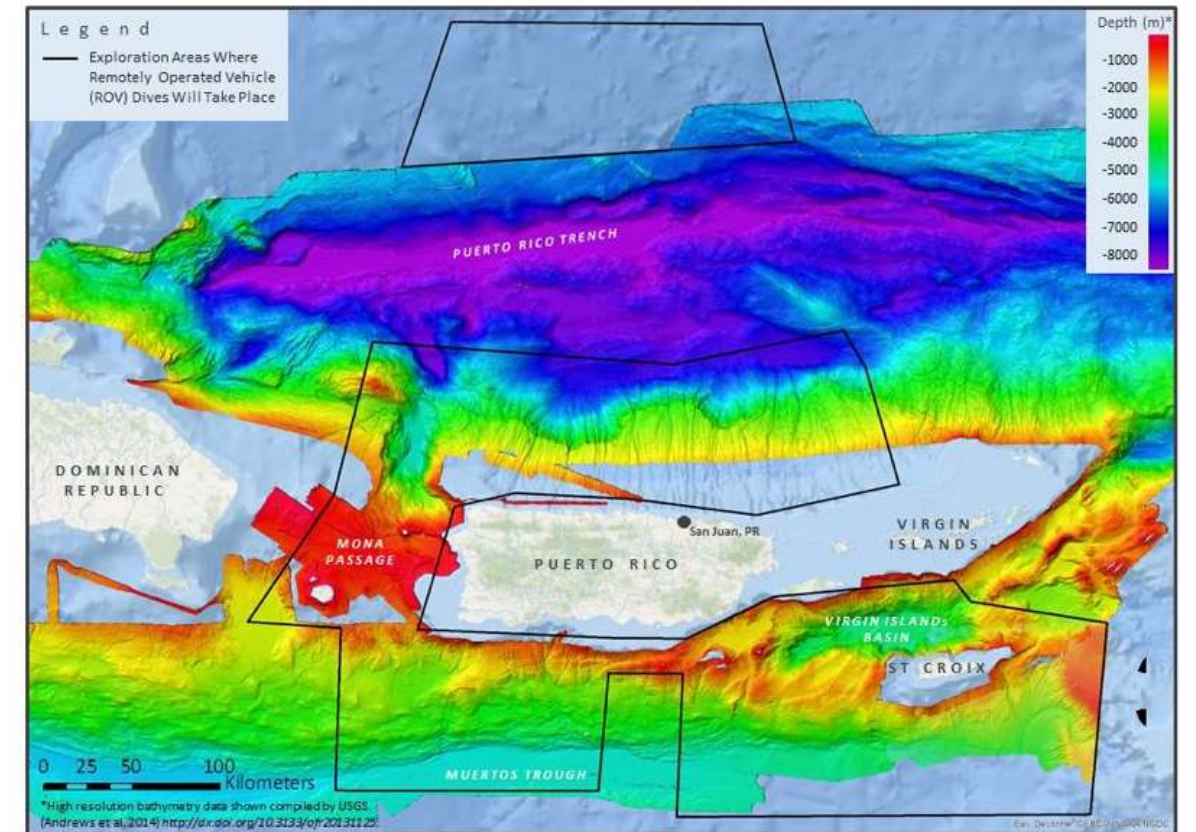 Legend
Exploration Areas Where
Remotely Operated Vehicle
(ROV) Dives Will Take Place
Depth (m)*
-1000
-2000
-3000
-4000
-5000
-6000
-7000
-8000
PUERTO RICO TRENCH
DOMINICAN
REPUBLIC
MONA
PASSAGE
San Juan, PR
PUERTO RICO
VIRGIN
ISLANDS
VIRGIN ISLANDS
BASIN
ST CROIX
MUERTOS TROUGH
0 25 50 100
Kilometers
*High resolution bathymetry data shown compiled by USGS.
(Andrews et al, 2014) http://dx.doi.org/10.3133/ofr20131125.